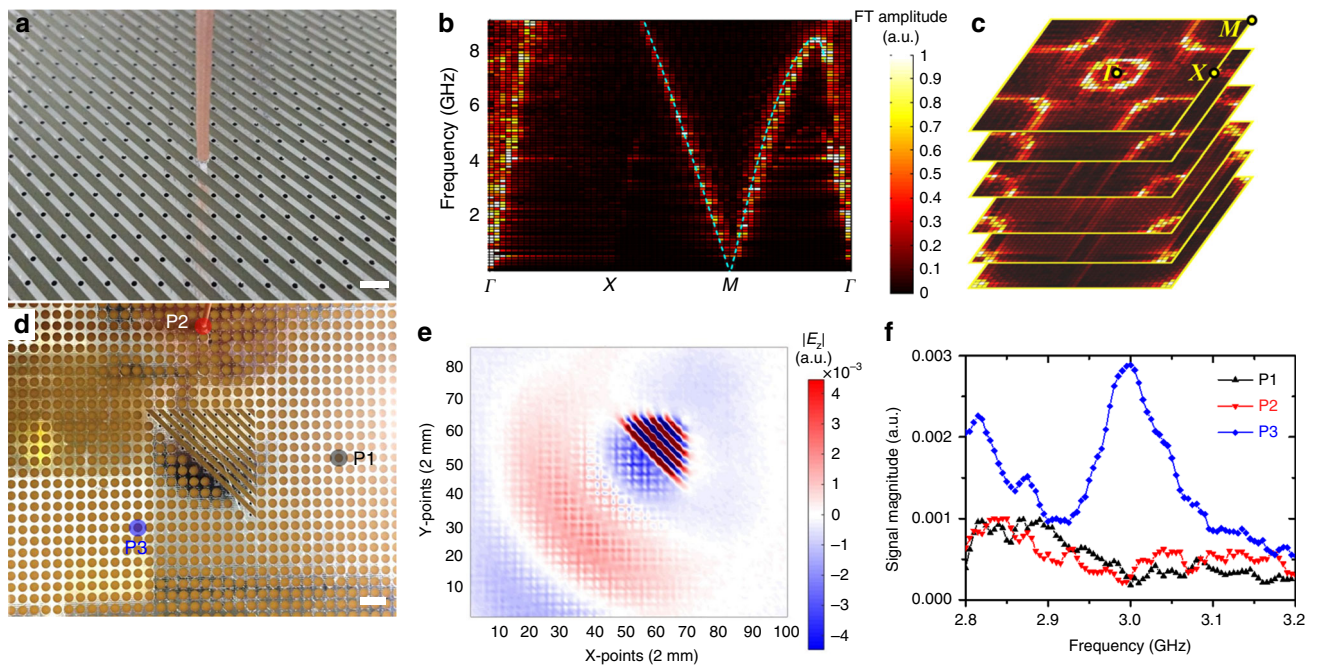 a
b
8
6
4
2
Frequency (GHz)
Γ
X
M
Γ
FT amplitude
(a.u.)
1
0.9
0.8
0.7
0.6
0.5
0.4
0.3
0.2
0.1
0
c
M
Γ
X
d
P2
P1
P3
e
80
70
60
50
40
30
20
10
Y-points (2 mm)
10 20 30 40 50 60 70 80 90 100
X-points (2 mm)
|Ez|
(a.u.)
×10⁻³
4
3
2
1
0
−1
−2
−3
−4
f
0.003
0.002
0.001
0.000
Signal magnitude (a.u.)
P1
P2
P3
2.8 2.9 3.0 3.1 3.2
Frequency (GHz)